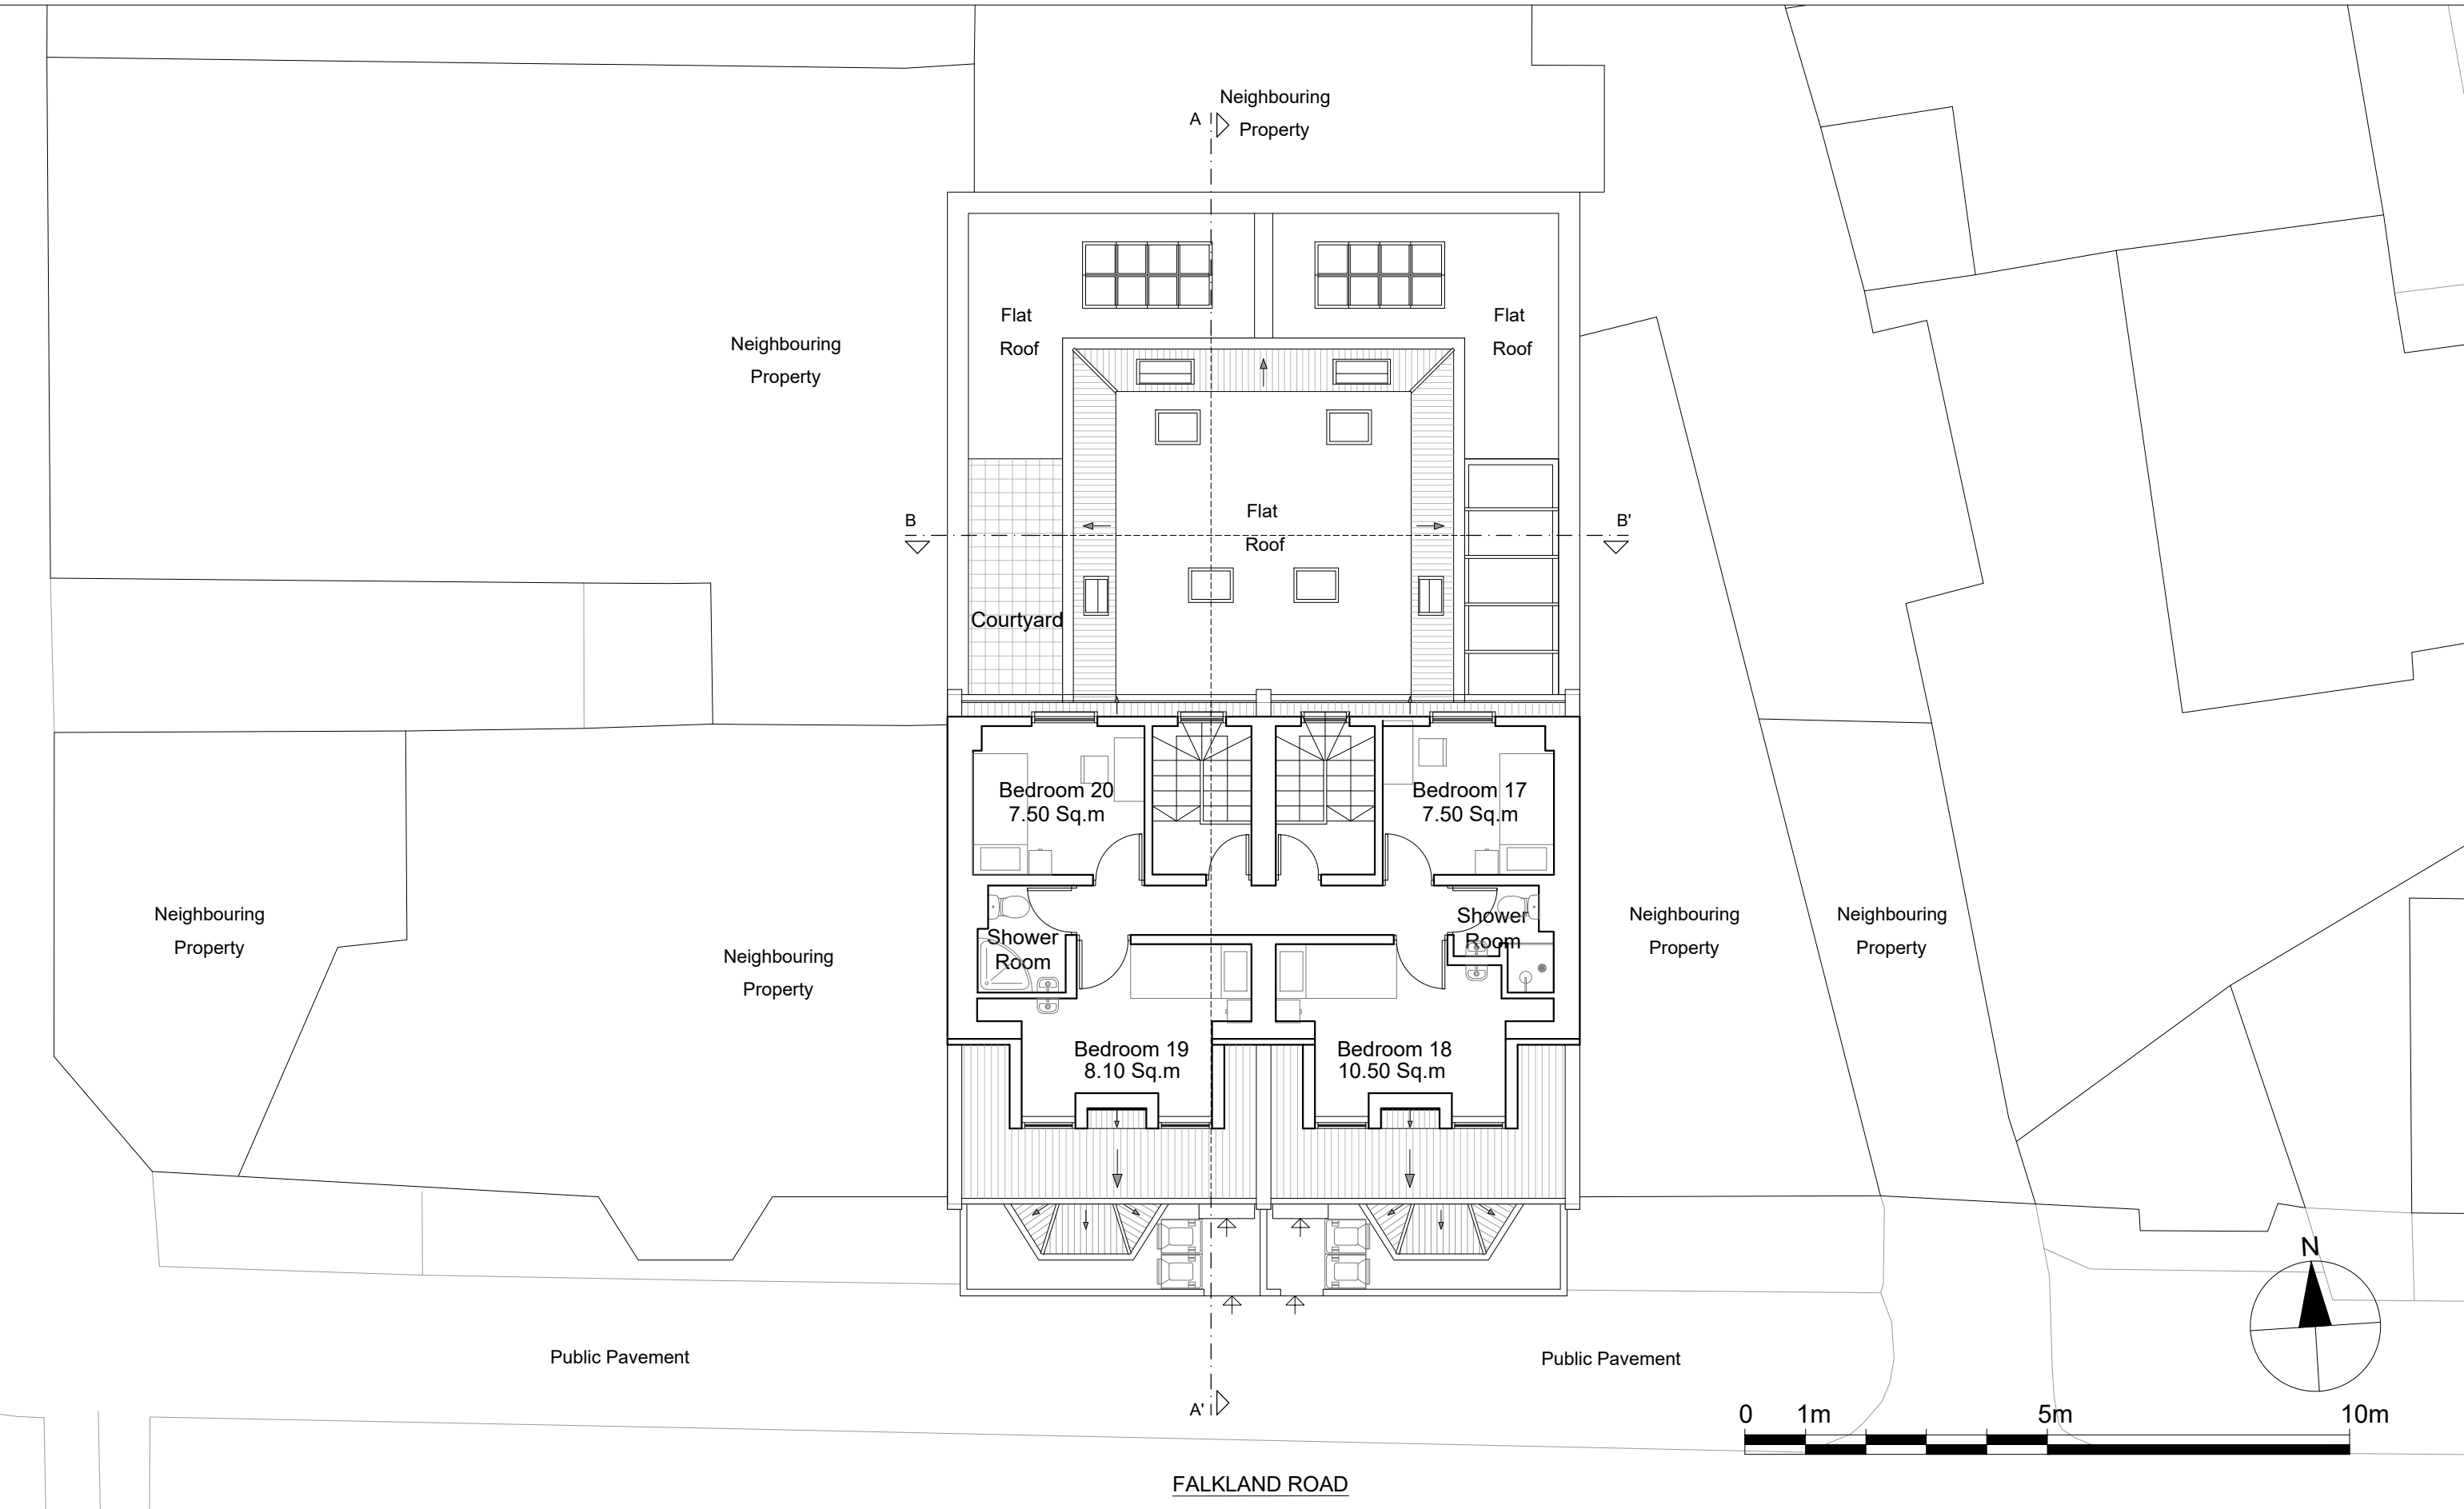 Neighbouring
Property
A
Flat
Roof
Flat
Roof
Neighbouring
Property
Flat
Roof
B
B'
Courtyard
Bedroom 20
7.50 Sq.m
Bedroom 17
7.50 Sq.m
Neighbouring
Property
Neighbouring
Property
Shower
Room
Shower
Room
Neighbouring
Property
Neighbouring
Property
Bedroom 19
8.10 Sq.m
Bedroom 18
10.50 Sq.m
N
Public Pavement
Public Pavement
A'
0 1m 5m 10m
FALKLAND ROAD